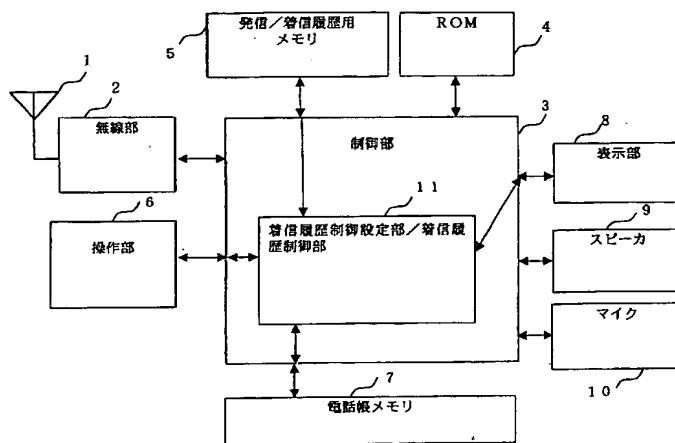 発信／着信履歴用
メモリ
5
ROM
4
1
2
無線部
3
制御部
8
表示部
11
着信履歴制御設定部／着信履
歴制御部
6
操作部
9
スピーカ
マイク
10
7
電話帳メモリ